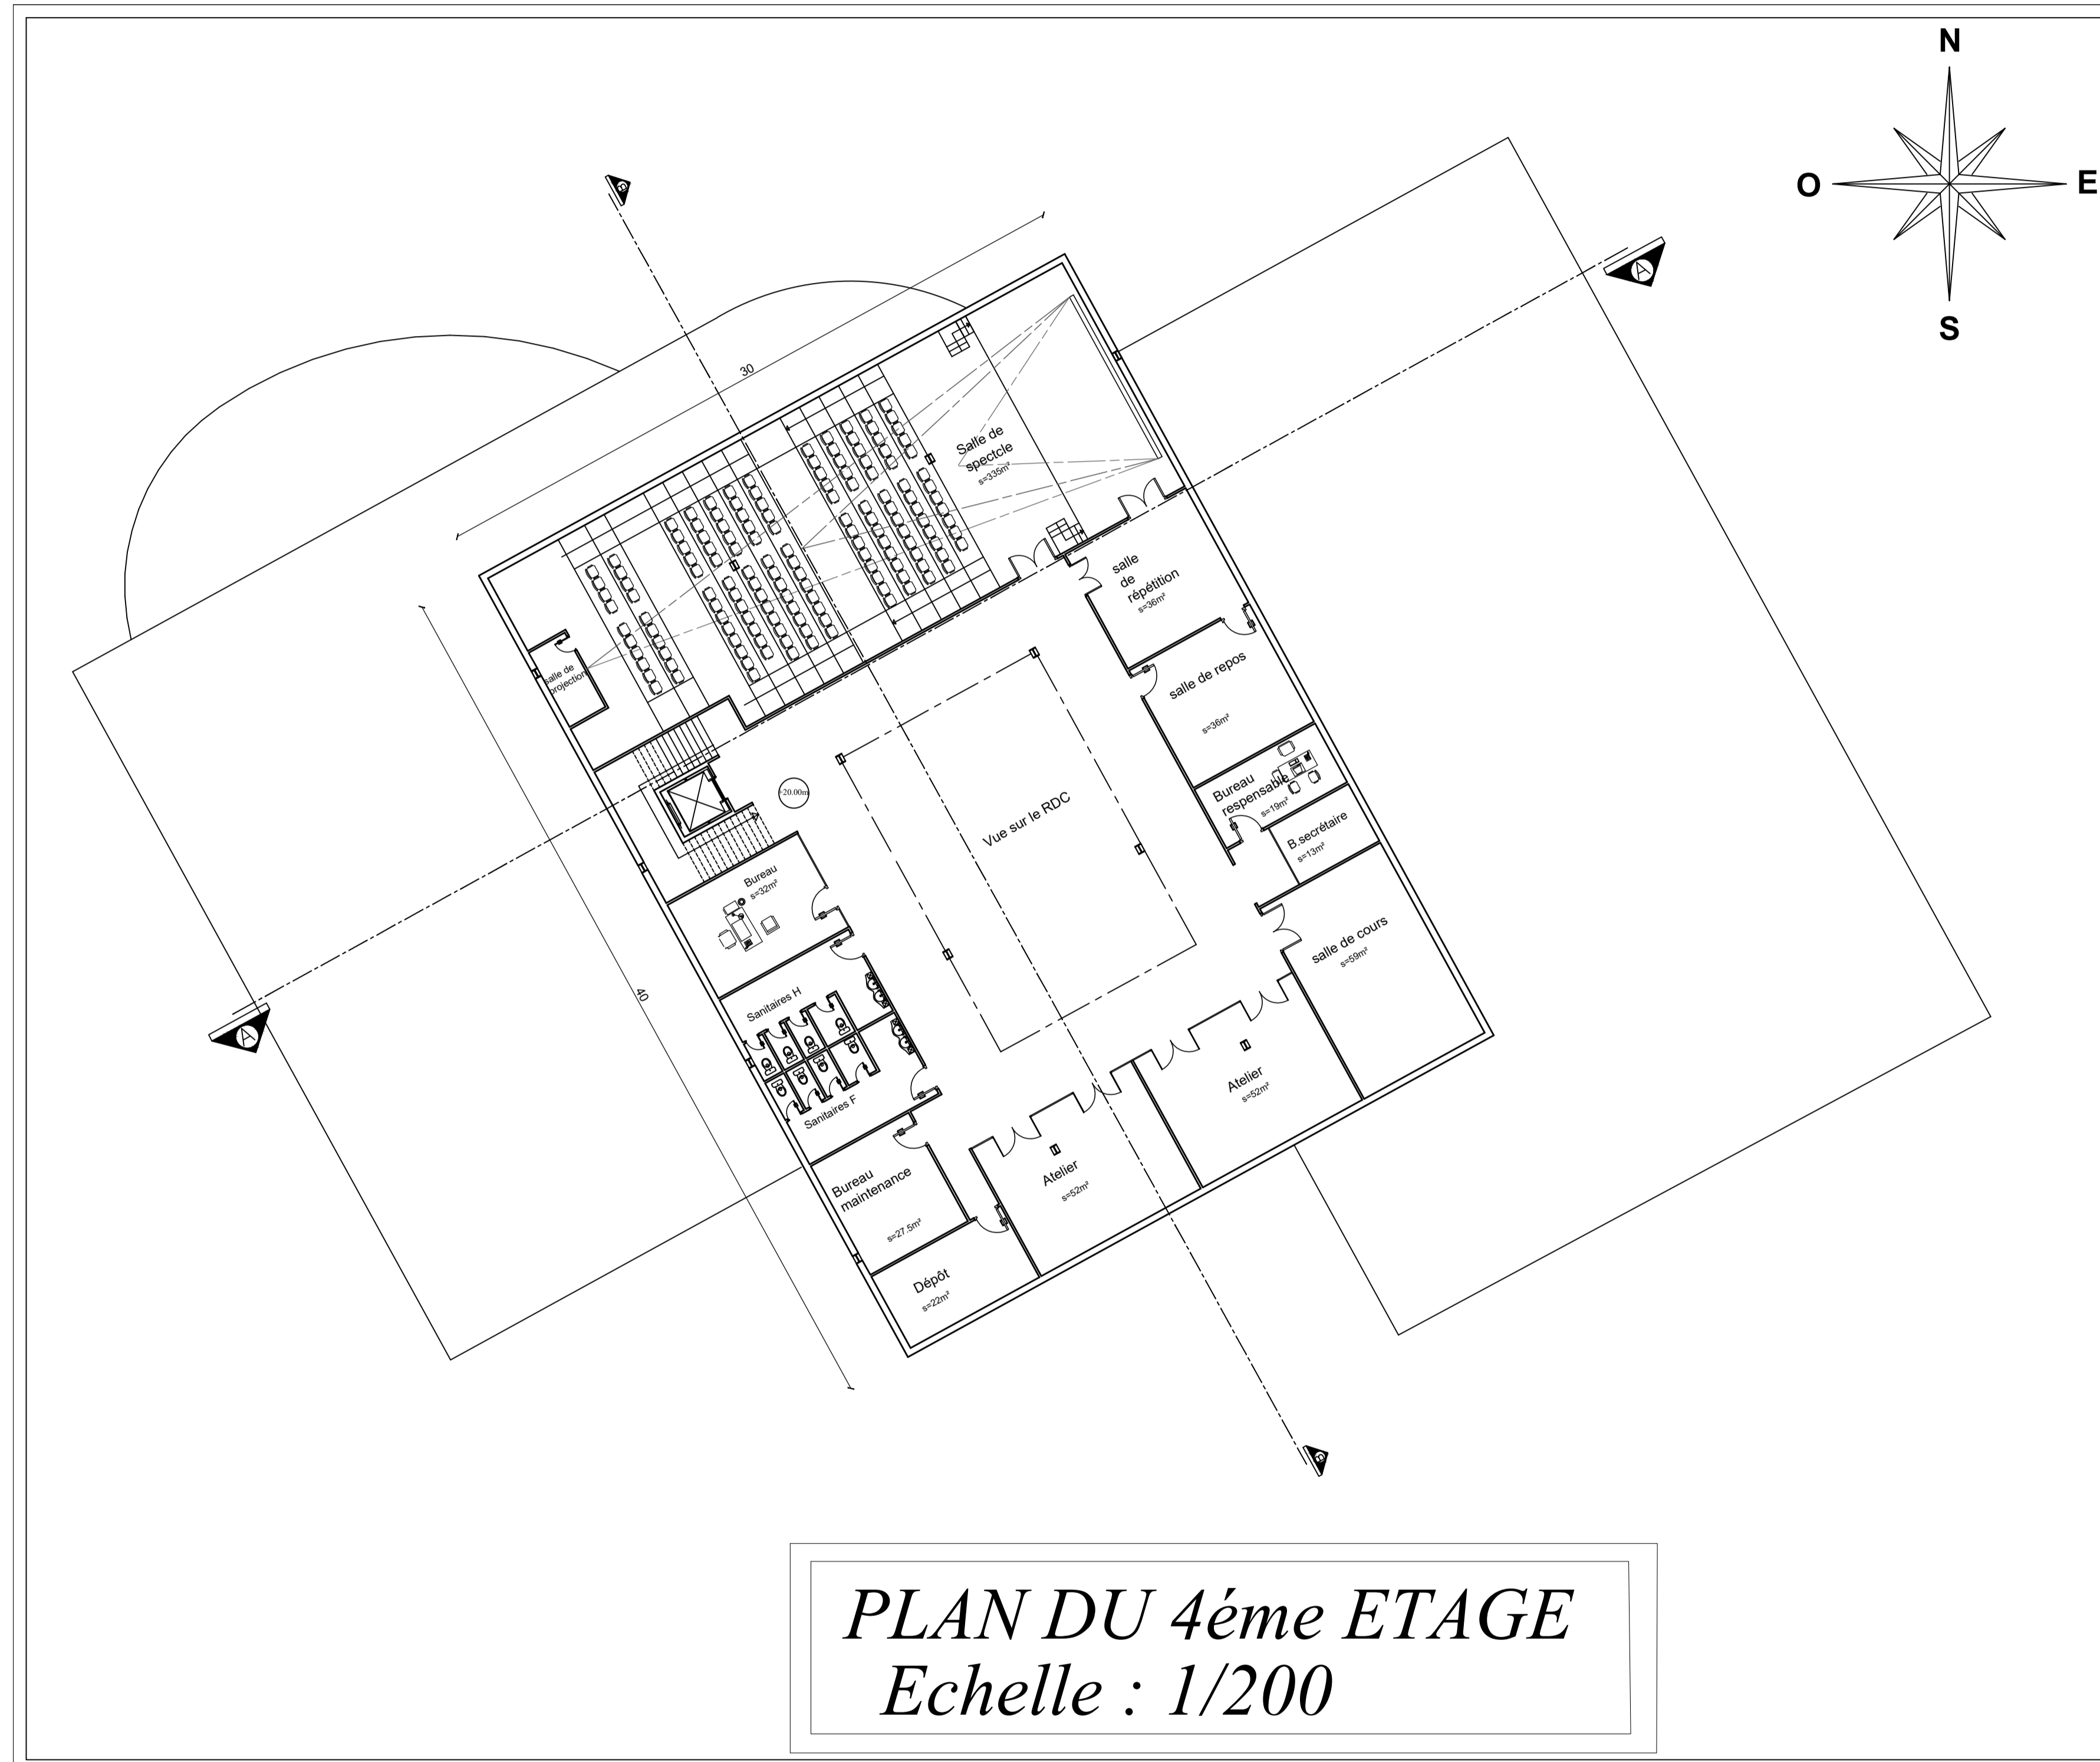 N
O
E
S
B
A
30
Salle de
spectcle
s=335m²
salle
de
répétition
s=36m²
salle de
projection
salle de repos
s=36m²
+20.00m
Vue sur le RDC
Bureau
respensable
s=19m²
B.secrétaire
s=13m²
Bureau
s=32m²
salle de cours
s=59m²
40
A
Sanitaires H
Sanitaires F
Atelier
s=52m²
Atelier
s=52m²
Bureau
maintenance
s=27.5m²
Dépôt
s=22m²
B
PLAN DU 4éme ETAGE
Echelle : 1/200